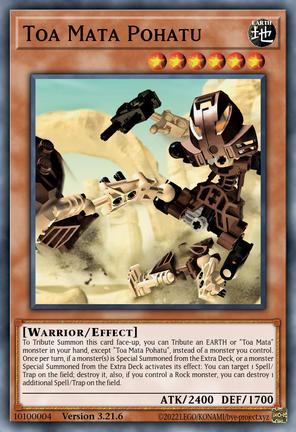 Toa Mata Pohatu
EARTH
地
[Warrior/Effect]
To Tribute Summon this card face-up, you can Tribute an EARTH or "Toa Mata"
monster in your hand, except "Toa Mata Pohatu", instead of a monster you control.
Once per turn, if a monster(s) is Special Summoned from the Extra Deck, or a monster
Special Summoned from the Extra Deck activates its effect: You can target 1 Spell/
Trap on the field; destroy it, also, if you control a Rock monster, you can destroy 1
additional Spell/Trap on the field.
ATK/2400 DEF/1700
10100004 Version 3.21.6 ©2022LEGO/KONAMI/bye-project.xyz